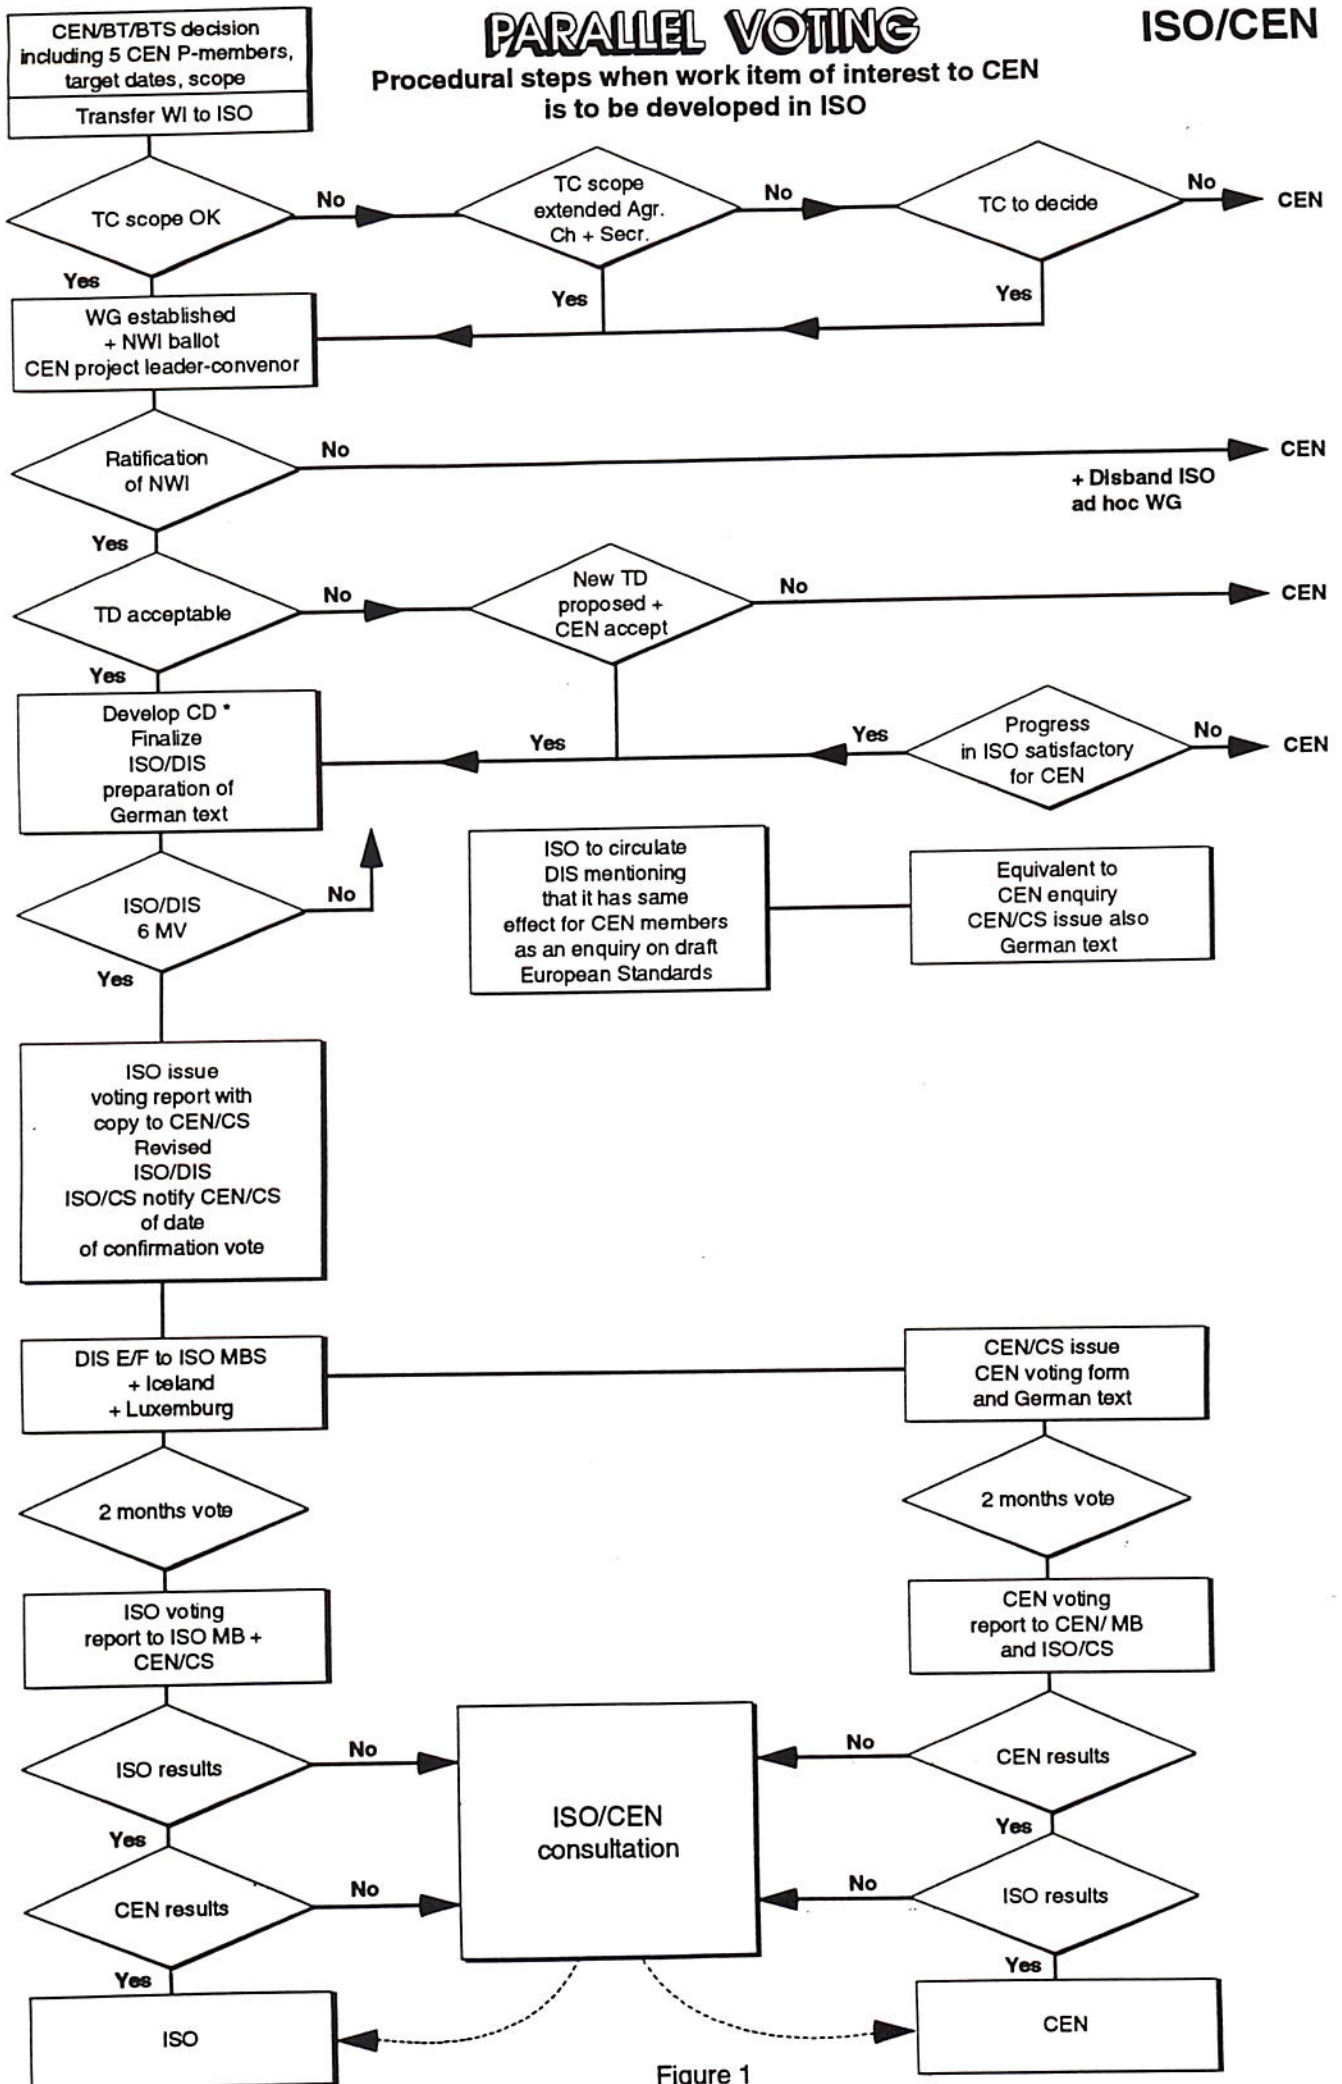 CEN/BT/BTS decision
including 5 CEN P-members,
target dates, scope
Transfer WI to ISO
PARALLEL VOTING
ISO/CEN
Procedural steps when work item of interest to CEN
is to be developed in ISO
TC scope OK
No
TC scope
extended Agr.
Ch + Secr.
No
TC to decide
No
CEN
Yes
Yes
Yes
WG established
+ NWI ballot
CEN project leader-convenor
Ratification
of NWI
No
CEN
+ Disband ISO
ad hoc WG
Yes
TD acceptable
No
New TD
proposed +
CEN accept
No
CEN
Yes
Develop CD *
Finalize
ISO/DIS
preparation of
German text
Yes
Yes
Progress
in ISO satisfactory
for CEN
No
CEN
ISO/DIS
6 MV
No
Yes
ISO to circulate
DIS mentioning
that it has same
effect for CEN members
as an enquiry on draft
European Standards
Equivalent to
CEN enquiry
CEN/CS issue also
German text
ISO issue
voting report with
copy to CEN/CS
Revised
ISO/DIS
ISO/CS notify CEN/CS
of date
of confirmation vote
DIS E/F to ISO MBS
+ Iceland
+ Luxemburg
CEN/CS issue
CEN voting form
and German text
2 months vote
2 months vote
ISO voting
report to ISO MB +
CEN/CS
CEN voting
report to CEN/ MB
and ISO/CS
ISO results
No
ISO/CEN
consultation
No
CEN results
Yes
Yes
CEN results
No
No
ISO results
Yes
Yes
ISO
CEN
Figure 1